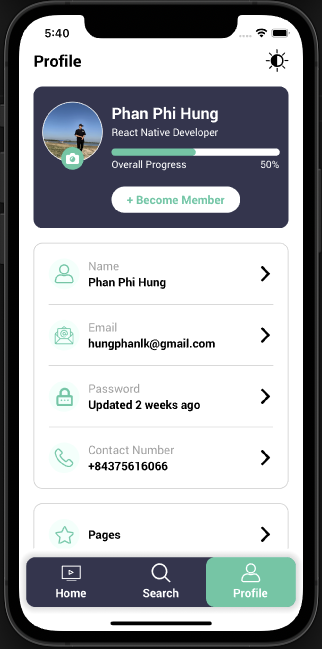 5:40
Profile
Phan Phi Hung
React Native Developer
Overall Progress 50%
+ Become Member
Name
Phan Phi Hung
Email
hungphanlk@gmail.com
Password
Updated 2 weeks ago
Contact Number
+84375616066
Pages
Home Search Profile